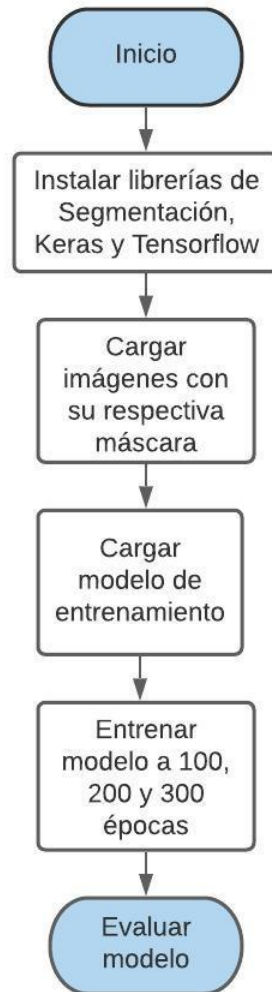 Inicio
Instalar librerías de
Segmentación,
Keras y Tensorflow
Cargar
imágenes con
su respectiva
máscara
Cargar
modelo de
entrenamiento
Entrenar
modelo a 100,
200 y 300
épocas
Evaluar
modelo